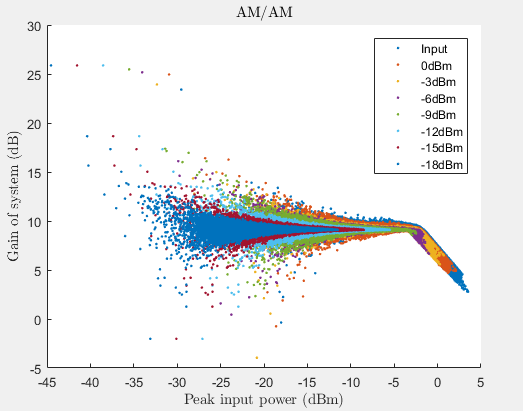 AM/AM
Gain of system (dB)
30
25
20
15
10
5
0
-5
-45
-40
-35
-30
-25
-20
-15
-10
-5
0
5
Peak input power (dBm)
Input
0dBm
-3dBm
-6dBm
-9dBm
-12dBm
-15dBm
-18dBm